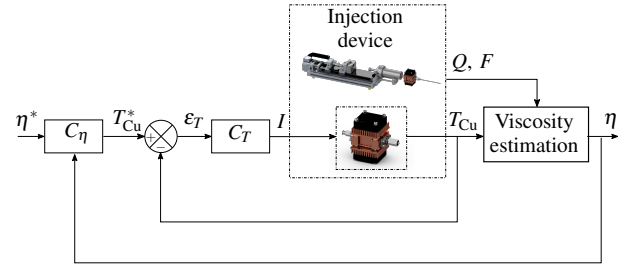 Injection
device
Q, F
η*
C_η
T*_Cu
+
−
ε_T
C_T
I
T_Cu
Viscosity
estimation
η